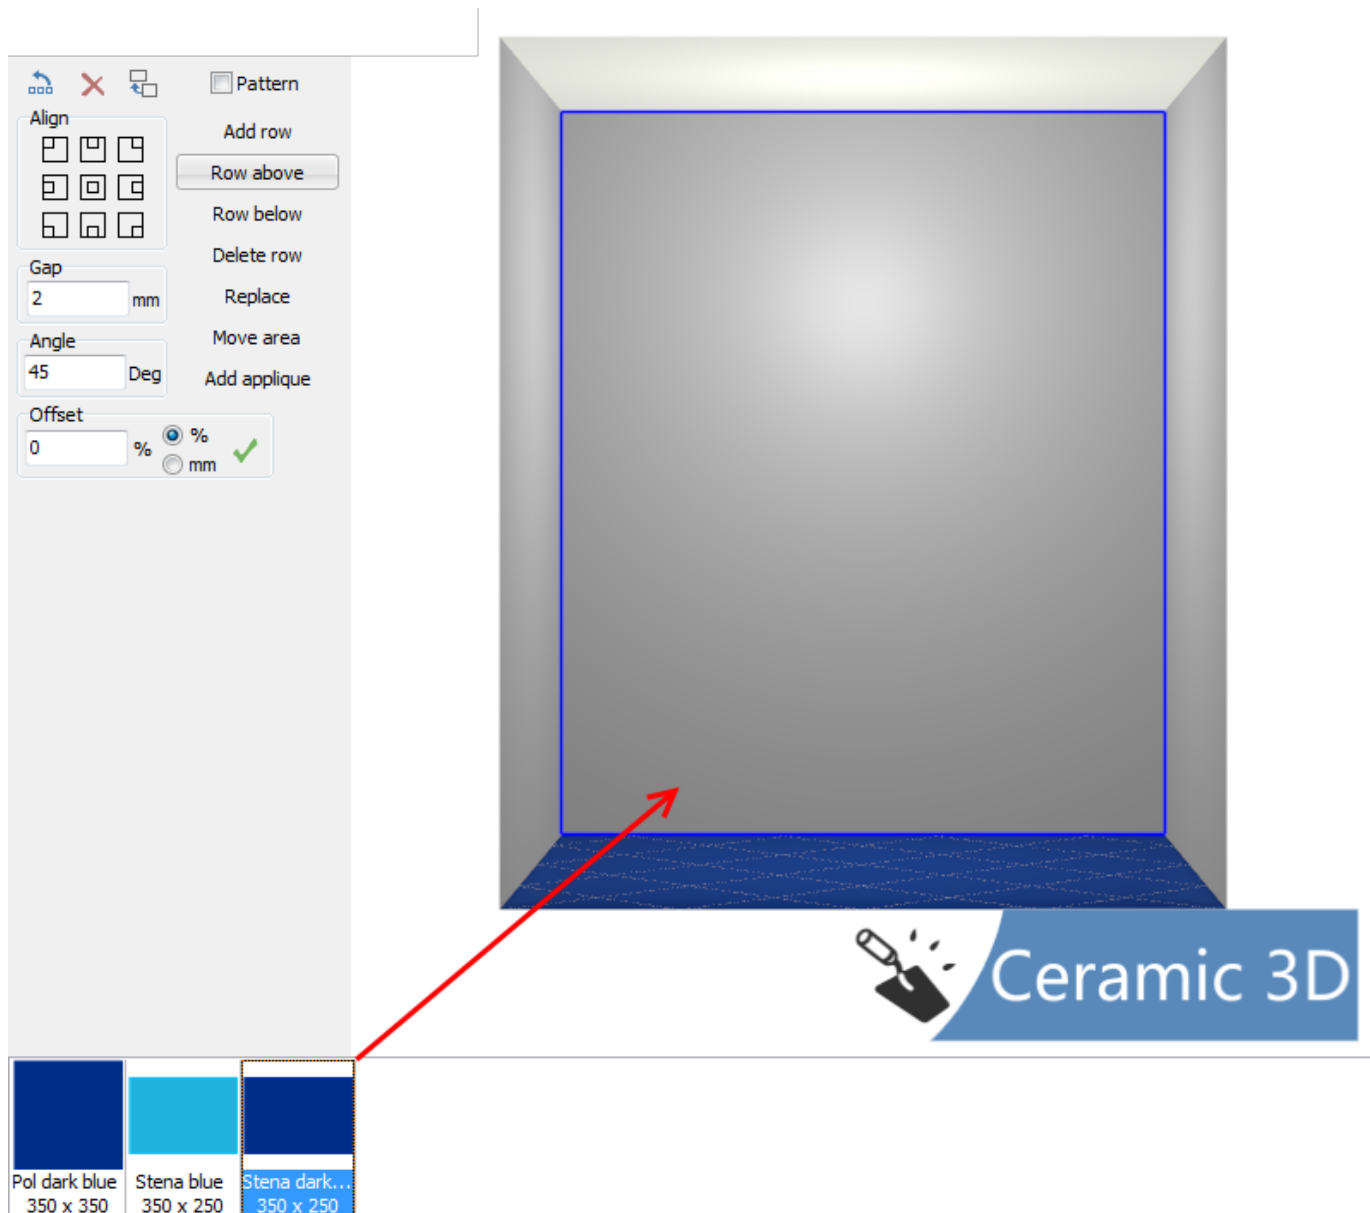 Pattern
Align
Add row
Row above
Row below
Delete row
Gap
2 mm
Replace
Angle
Move area
45 Deg
Add applique
Offset
0 %
%
mm
Ceramic 3D
Pol dark blue
350 x 350
Stena blue
350 x 250
Stena dark...
350 x 250